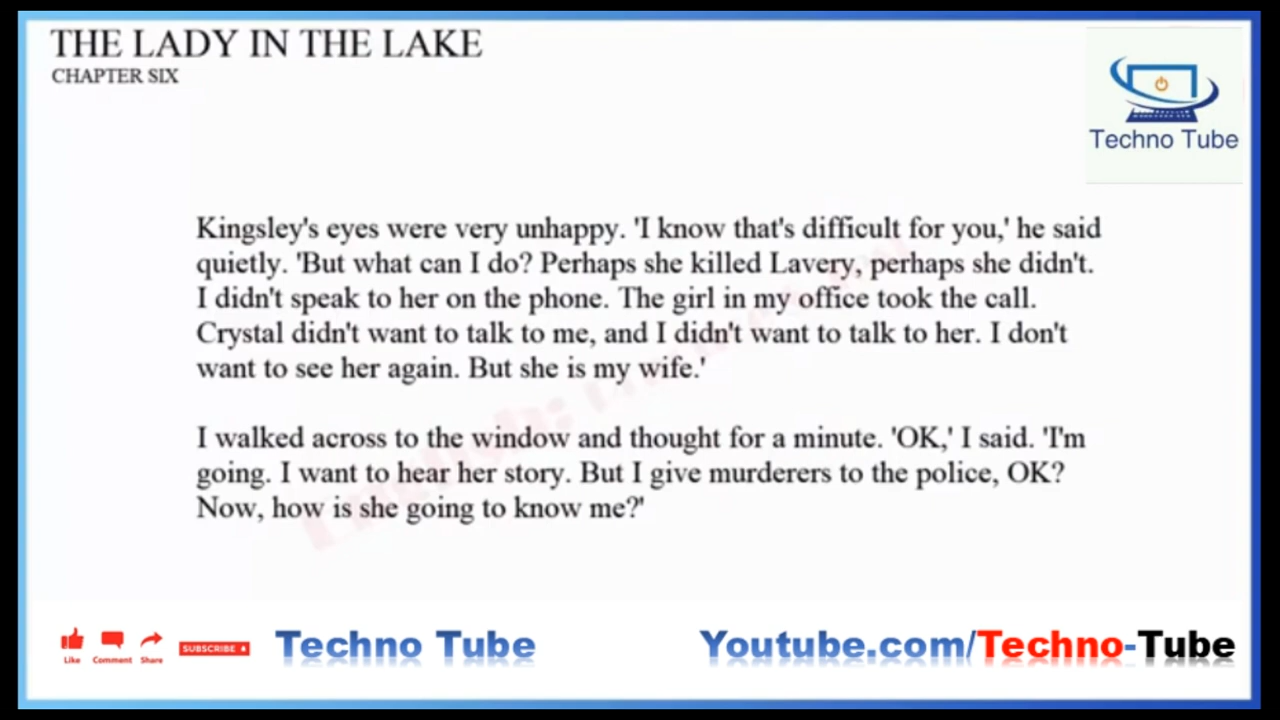 THE LADY IN THE LAKE
CHAPTER SIX
Techno Tube
Kingsley's eyes were very unhappy. 'I know that's difficult for you,' he said
quietly. 'But what can I do? Perhaps she killed Lavery, perhaps she didn't.
I didn't speak to her on the phone. The girl in my office took the call.
Crystal didn't want to talk to me, and I didn't want to talk to her. I don't
want to see her again. But she is my wife.'
I walked across to the window and thought for a minute. 'OK,' I said. 'I'm
going. I want to hear her story. But I give murderers to the police, OK?
Now, how is she going to know me?'
Like Comment Share SUBSCRIBE Techno Tube Youtube.com/Techno-Tube